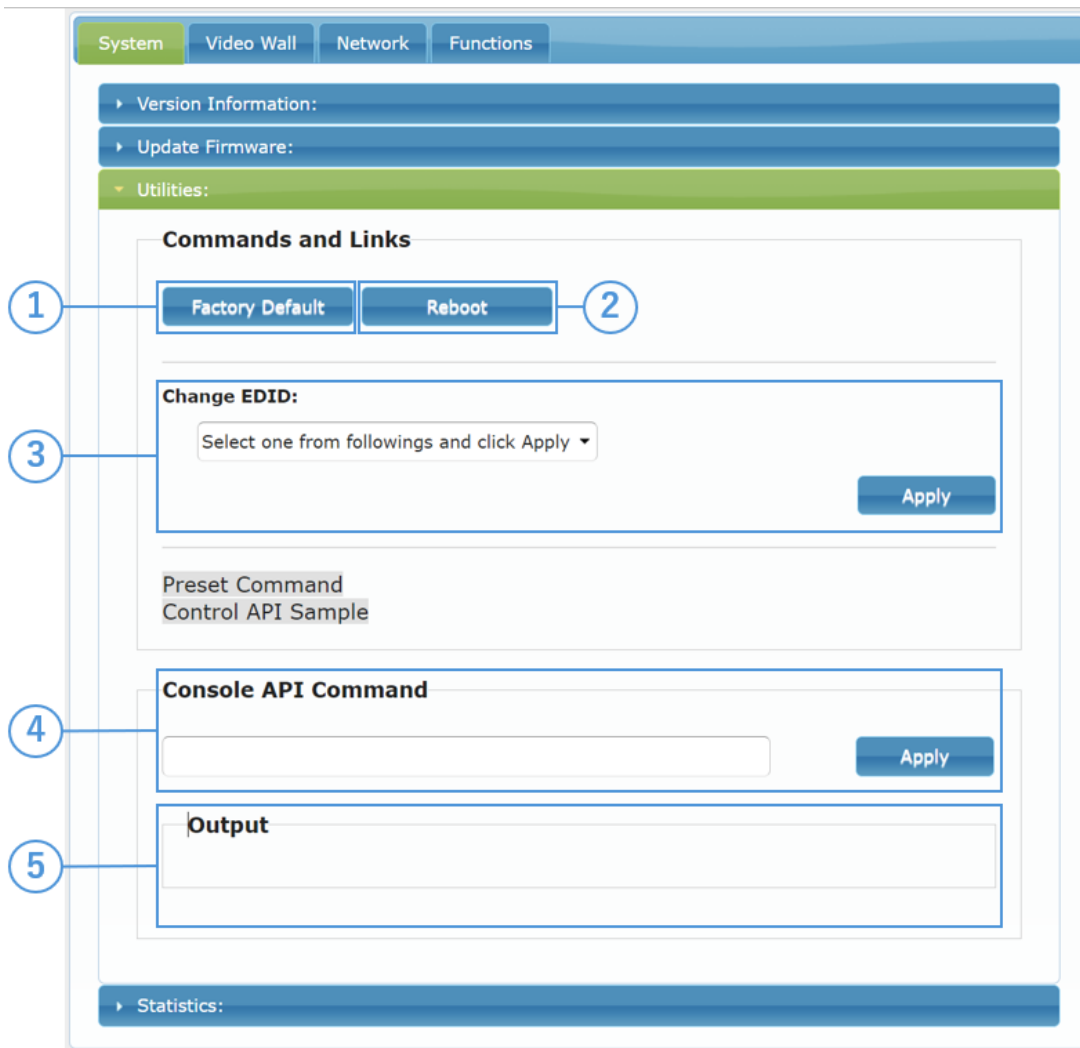 System Video Wall Network Functions
Version Information:
Update Firmware:
Utilities:
Commands and Links
1 Factory Default Reboot 2
Change EDID:
3 Select one from followings and click Apply
Apply
Preset Command
Control API Sample
Console API Command
4 Apply
Output
5
Statistics: